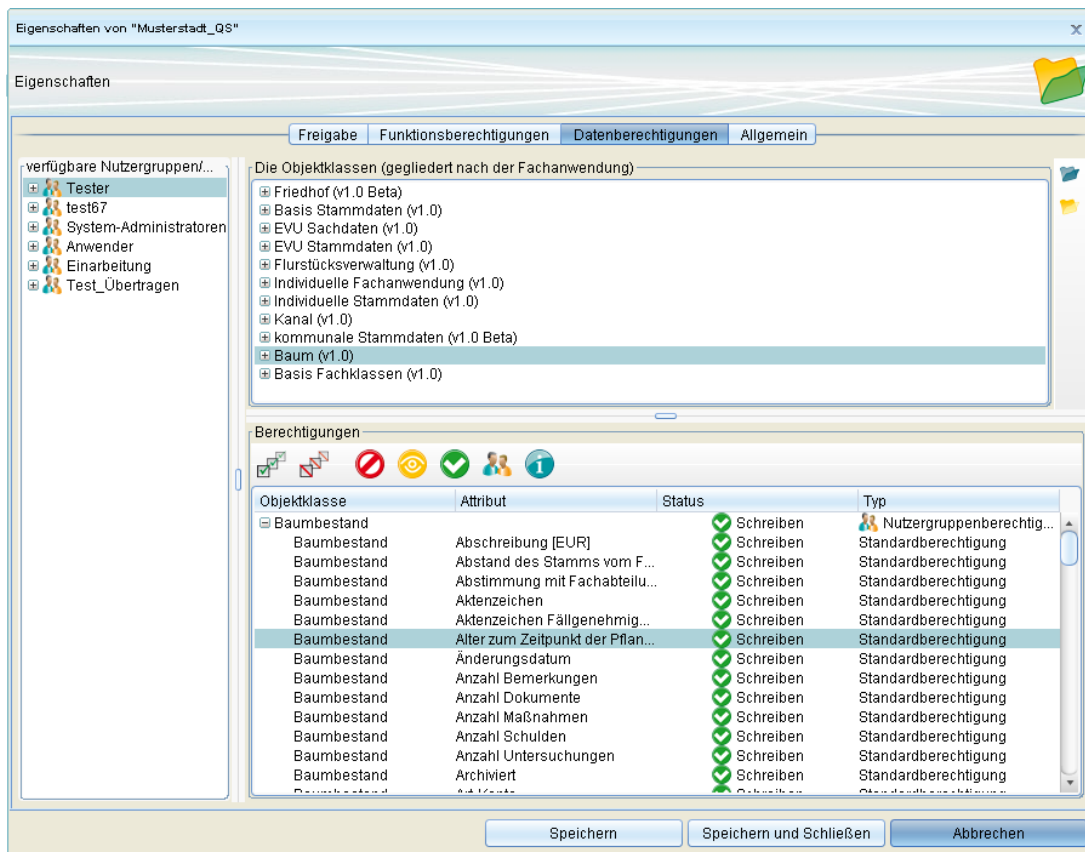 Eigenschaften von "Musterstadt_QS"
x
Eigenschaften
Freigabe Funktionsberechtigungen Datenberechtigungen Allgemein
verfügbare Nutzergruppen/...
Tester
test67
System-Administratoren
Anwender
Einarbeitung
Test_Übertragen
Die Objektklassen (gegliedert nach der Fachanwendung)
Friedhof (v1.0 Beta)
Basis Stammdaten (v1.0)
EVU Sachdaten (v1.0)
EVU Stammdaten (v1.0)
Flurstücksverwaltung (v1.0)
Individuelle Fachanwendung (v1.0)
Individuelle Stammdaten (v1.0)
Kanal (v1.0)
kommunale Stammdaten (v1.0 Beta)
Baum (v1.0)
Basis Fachklassen (v1.0)
Berechtigungen
Objektklasse Attribut Status Typ
Baumbestand Schreiben Nutzergruppenberechtig...
Baumbestand Abschreibung [EUR] Schreiben Standardberechtigung
Baumbestand Abstand des Stamms vom F... Schreiben Standardberechtigung
Baumbestand Abstimmung mit Fachabteilu... Schreiben Standardberechtigung
Baumbestand Aktenzeichen Schreiben Standardberechtigung
Baumbestand Aktenzeichen Fällgenehmig... Schreiben Standardberechtigung
Baumbestand Alter zum Zeitpunkt der Pflan... Schreiben Standardberechtigung
Baumbestand Änderungsdatum Schreiben Standardberechtigung
Baumbestand Anzahl Bemerkungen Schreiben Standardberechtigung
Baumbestand Anzahl Dokumente Schreiben Standardberechtigung
Baumbestand Anzahl Maßnahmen Schreiben Standardberechtigung
Baumbestand Anzahl Schulden Schreiben Standardberechtigung
Baumbestand Anzahl Untersuchungen Schreiben Standardberechtigung
Baumbestand Archiviert Schreiben Standardberechtigung
Speichern Speichern und Schließen Abbrechen